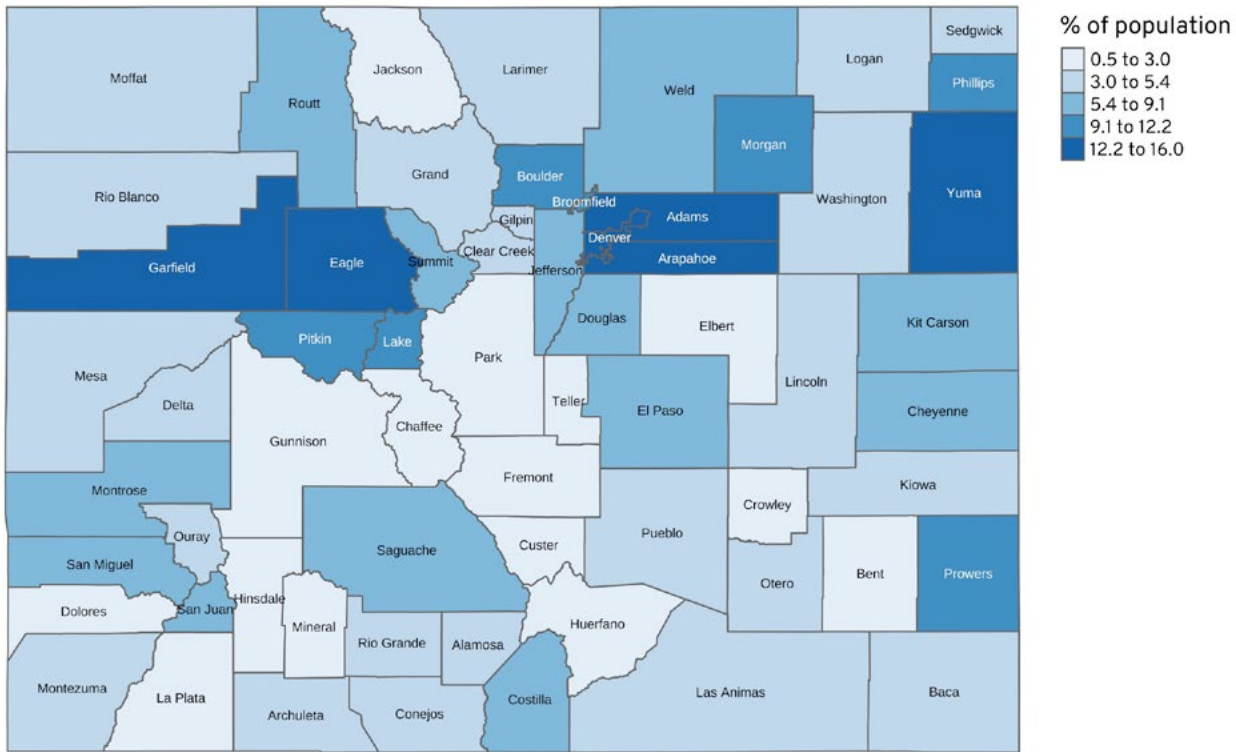 % of population
0.5 to 3.0
3.0 to 5.4
5.4 to 9.1
9.1 to 12.2
12.2 to 16.0
Moffat
Routt
Jackson
Larimer
Weld
Logan
Sedgwick
Phillips
Morgan
Rio Blanco
Grand
Boulder
Broomfield
Washington
Yuma
Gilpin
Adams
Garfield
Eagle
Summit
Clear Creek
Jefferson
Denver
Arapahoe
Pitkin
Lake
Park
Douglas
Elbert
Kit Carson
Mesa
Delta
Gunnison
Chaffee
Teller
El Paso
Lincoln
Cheyenne
Montrose
Fremont
Crowley
Kiowa
Ouray
Saguache
Custer
Pueblo
San Miguel
Otero
Bent
Prowers
Dolores
San Juan
Hinsdale
Mineral
Huerfano
Rio Grande
Alamosa
Montezuma
La Plata
Archuleta
Conejos
Costilla
Las Animas
Baca